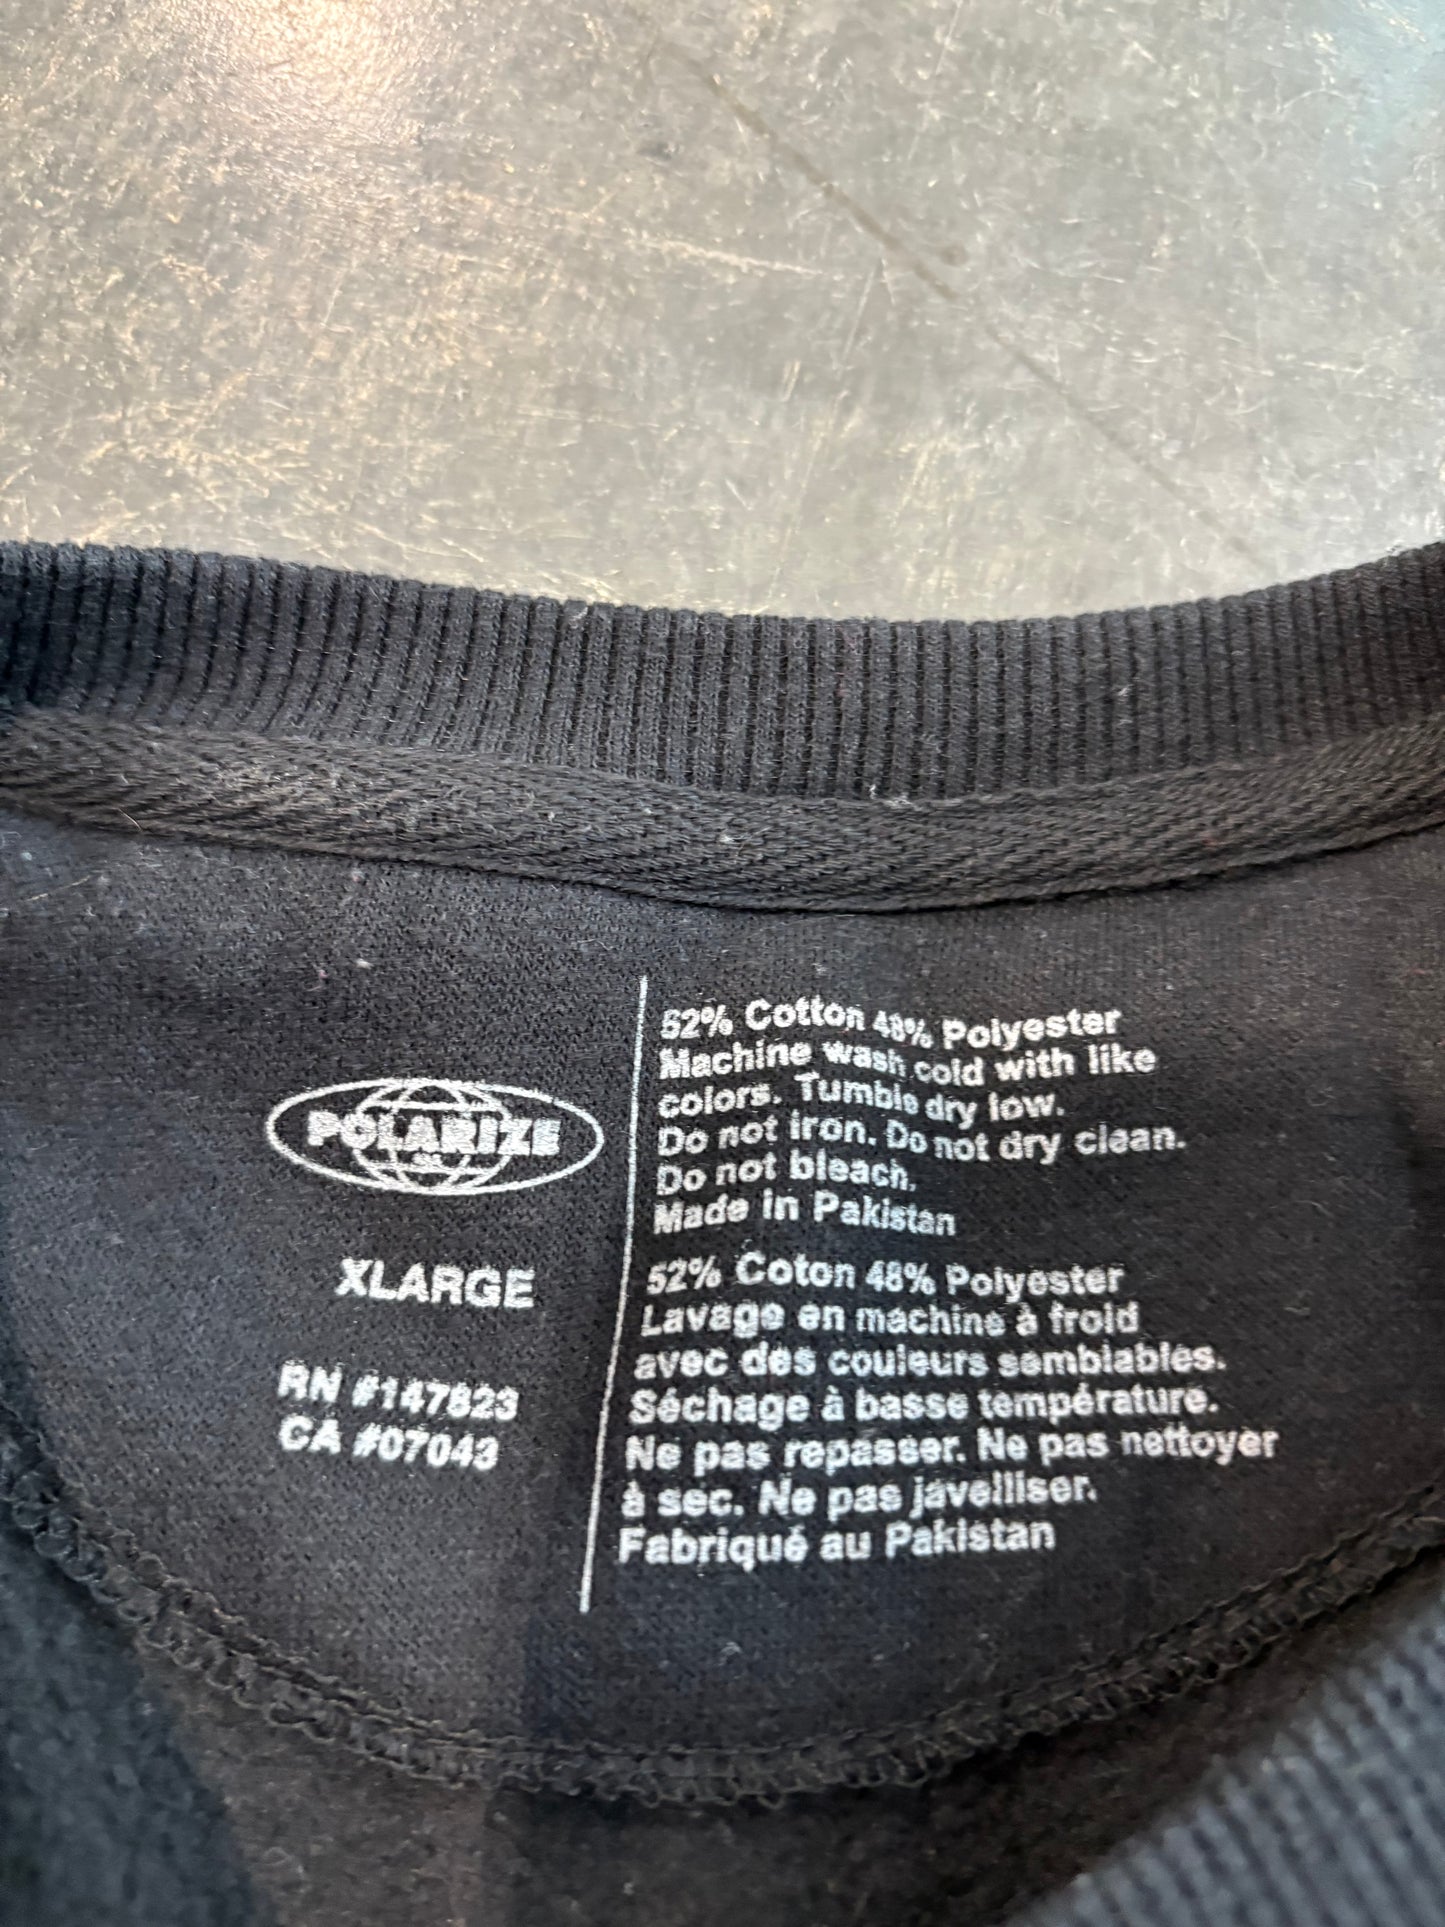 POLARIZE
XLARGE
RN #147823
CA #07043
52% Cotton 48% Polyester
Machine wash cold with like
colors. Tumble dry low.
Do not iron. Do not dry clean.
Do not bleach.
Made in Pakistan
52% Coton 48% Polyester
Lavage en machine à froid
avec des couleurs semblables.
Séchage à basse température.
Ne pas repasser. Ne pas nettoyer
à sec. Ne pas javelliser.
Fabriqué au Pakistan